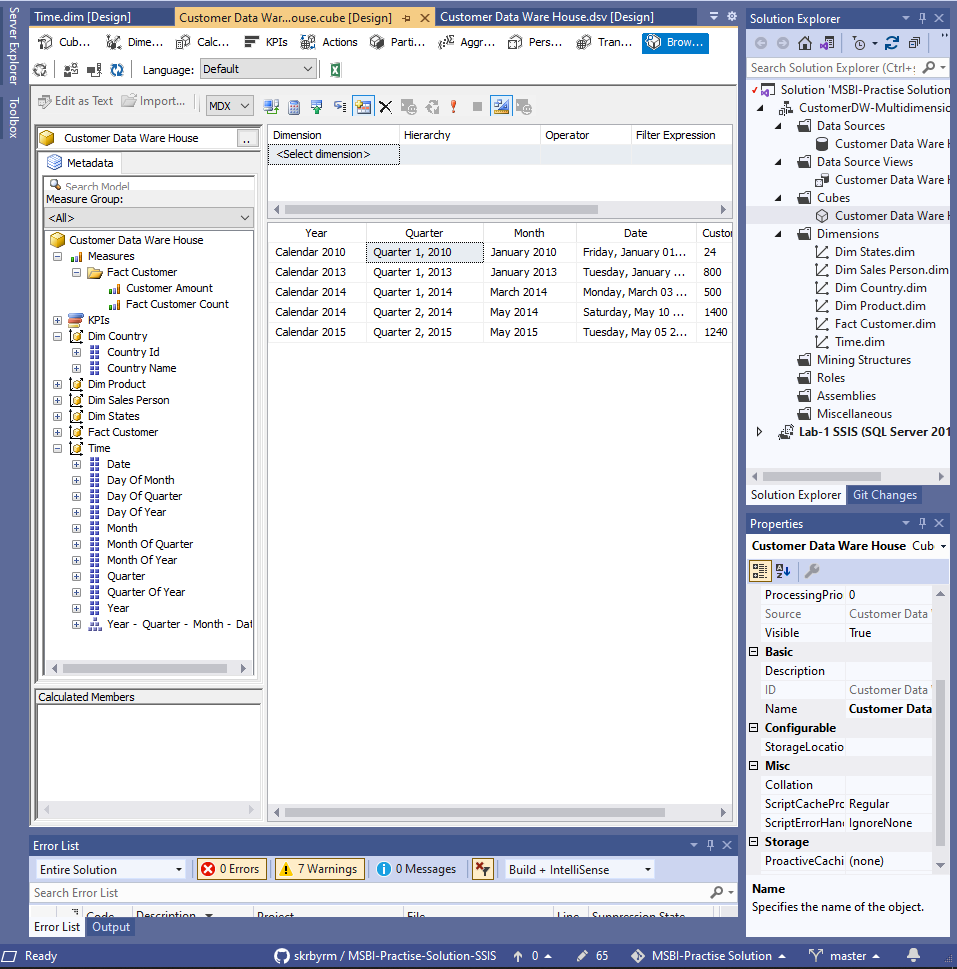 Server Explorer
Toolbox
Time.dim [Design]
Customer Data War...ouse.cube [Design]
Customer Data Ware House.dsv [Design]
Cub...
Dime...
Calc...
KPIs
Actions
Parti...
Aggr...
Pers...
Tran...
Brow...
Language:
Default
Edit as Text
Import...
MDX
Customer Data Ware House
..
Metadata
Search Model
Measure Group:
<All>
Customer Data Ware House
Measures
Fact Customer
Customer Amount
Fact Customer Count
KPIs
Dim Country
Country Id
Country Name
Dim Product
Dim Sales Person
Dim States
Fact Customer
Time
Date
Day Of Month
Day Of Quarter
Day Of Year
Month
Month Of Quarter
Month Of Year
Quarter
Quarter Of Year
Year
Year - Quarter - Month - Dat
Calculated Members
Dimension Hierarchy Operator Filter Expression
<Select dimension>
Year Quarter Month Date Custo
Calendar 2010 Quarter 1, 2010 January 2010 Friday, January 01... 24
Calendar 2013 Quarter 1, 2013 January 2013 Tuesday, January ... 800
Calendar 2014 Quarter 1, 2014 March 2014 Monday, March 03 ... 500
Calendar 2014 Quarter 2, 2014 May 2014 Saturday, May 10 ... 1400
Calendar 2015 Quarter 2, 2015 May 2015 Tuesday, May 05 2... 1240
Solution Explorer
Search Solution Explorer (Ctrl+;
Solution 'MSBI-Practise Solution
CustomerDW-Multidimensio
Data Sources
Customer Data Ware H
Data Source Views
Customer Data Ware H
Cubes
Customer Data Ware H
Dimensions
Dim States.dim
Dim Sales Person.dim
Dim Country.dim
Dim Product.dim
Fact Customer.dim
Time.dim
Mining Structures
Roles
Assemblies
Miscellaneous
Lab-1 SSIS (SQL Server 201
Solution Explorer
Git Changes
Properties
Customer Data Ware House Cub
ProcessingPrio 0
Source Customer Data
Visible True
Basic
Description
ID Customer Data
Name Customer Data
Configurable
StorageLocatio
Misc
Collation
ScriptCachePro Regular
ScriptErrorHan IgnoreNone
Storage
ProactiveCachi (none)
Name
Specifies the name of the object.
Error List
Entire Solution
0 Errors
7 Warnings
0 Messages
Build + IntelliSense
Search Error List
Code Description Project File Line Suppression State
Error List
Output
Ready
skrbyrm / MSBI-Practise-Solution-SSIS
0
65
MSBI-Practise Solution
master